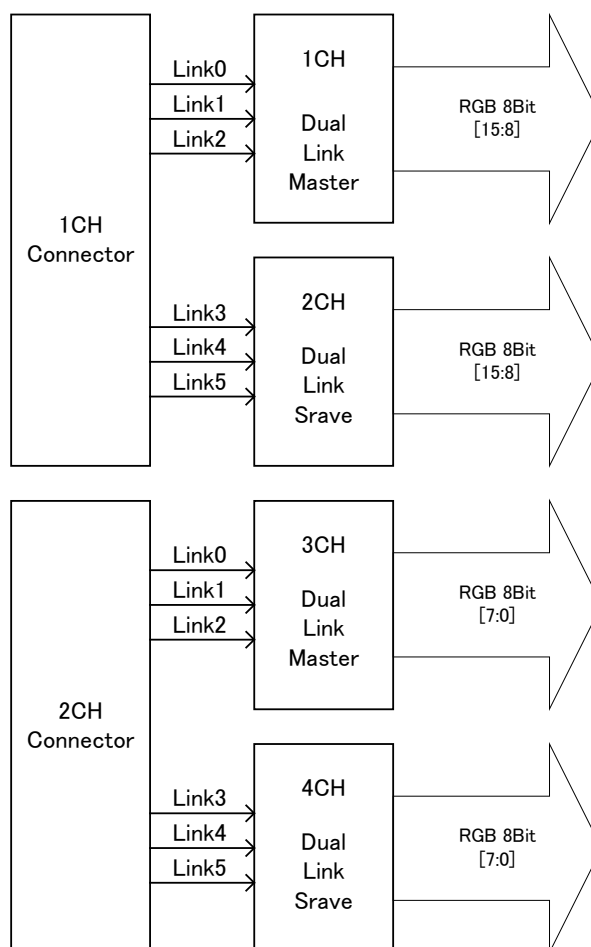 1CH
Connector
Link0
Link1
Link2
1CH
Dual
Link
Master
RGB 8Bit
[15:8]
Link3
Link4
Link5
2CH
Dual
Link
Srave
RGB 8Bit
[15:8]
2CH
Connector
Link0
Link1
Link2
3CH
Dual
Link
Master
RGB 8Bit
[7:0]
Link3
Link4
Link5
4CH
Dual
Link
Srave
RGB 8Bit
[7:0]